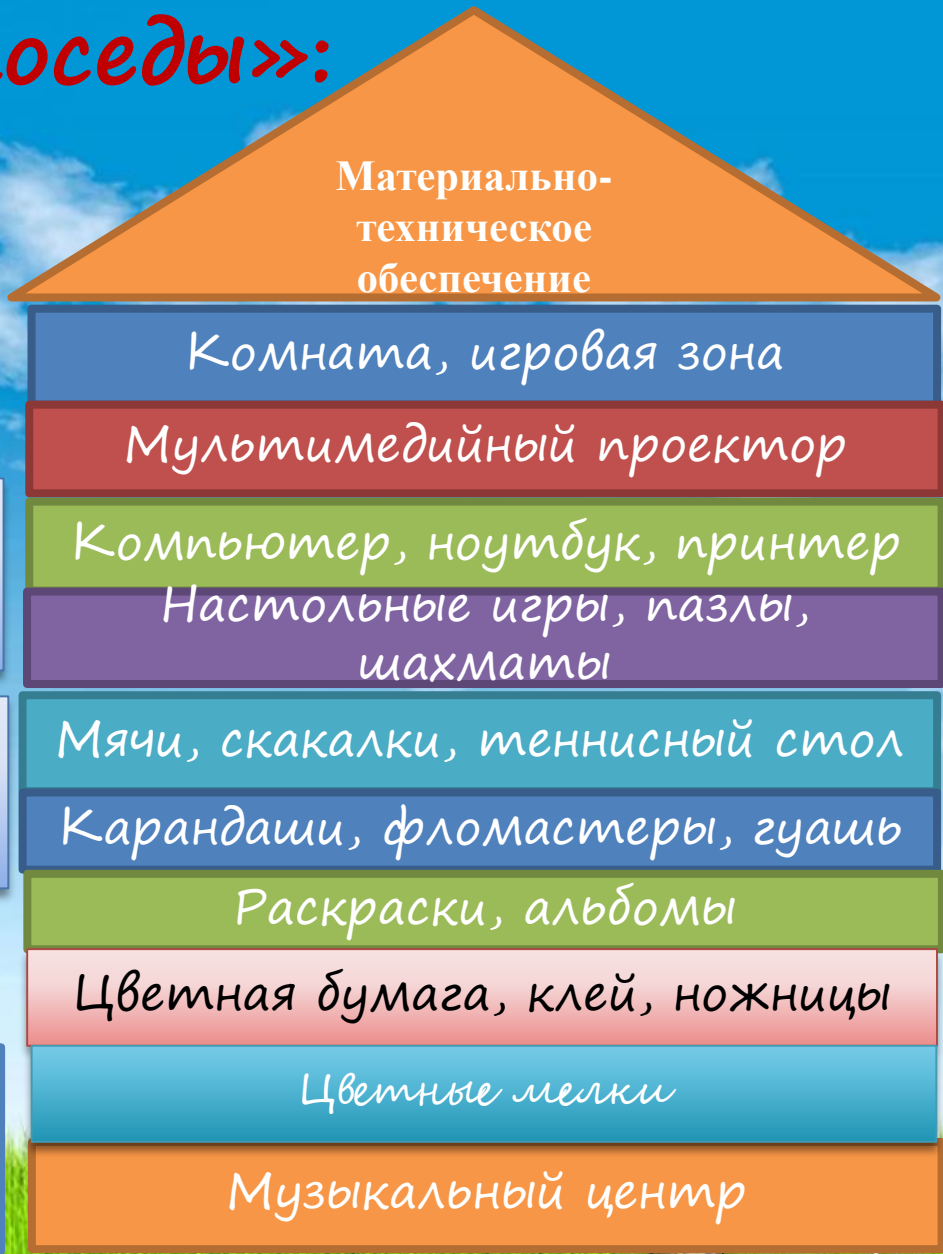 оседы»:
Материально-
техническое
обеспечение
Комната, игровая зона
Мультимедийный проектор
Компьютер, ноутбук, принтер
Настольные игры, пазлы,
шахматы
Мячи, скакалки, теннисный стол
Карандаши, фломастеры, гуашь
Раскраски, альбомы
Цветная бумага, клей, ножницы
Цветные мелки
Музыкальный центр